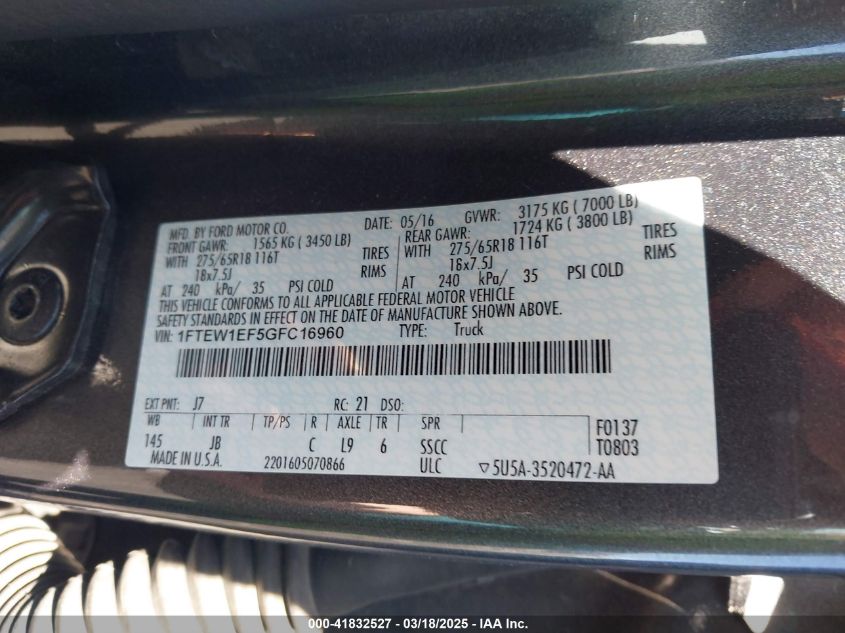 MFD. BY FORD MOTOR CO. DATE: 05/16 GVWR: 3175 KG ( 7000 LB)
FRONT GAWR: 1565 KG ( 3450 LB) REAR GAWR: 1724 KG ( 3800 LB)
WITH 275/65R18 116T TIRES WITH 275/65R18 116T TIRES
18x7.5J RIMS 18x7.5J RIMS
AT 240 kPa/ 35 PSI COLD AT 240 kPa/ 35 PSI COLD
THIS VEHICLE CONFORMS TO ALL APPLICABLE FEDERAL MOTOR VEHICLE
SAFETY STANDARDS IN EFFECT ON THE DATE OF MANUFACTURE SHOWN ABOVE.
VIN: 1FTEW1EF5GFC16960 TYPE: Truck
EXT PNT: J7 RC: 21 DSO:
WB INT TR TP/PS R AXLE TR SPR F0137
145 JB C L9 6 SSCC T0803
MADE IN U.S.A. 2201605070866 ULC ▽5U5A-3520472-AA
000-41832527 - 03/18/2025 - IAA Inc.